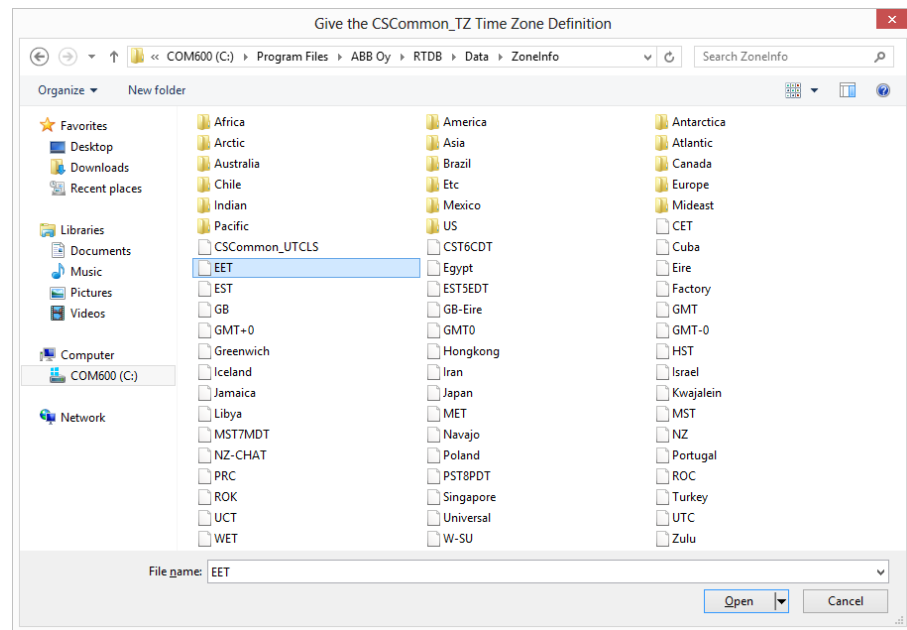 Give the CSCommon_TZ Time Zone Definition
« COM600 (C:) Program Files ABB Oy RTDB Data ZoneInfo Search ZoneInfo
Organize New folder
Favorites
Desktop
Downloads
Recent places
Libraries
Documents
Music
Pictures
Videos
Computer
COM600 (C:)
Network
Africa America Antarctica
Arctic Asia Atlantic
Australia Brazil Canada
Chile Etc Europe
Indian Mexico Mideast
Pacific US CET
CSCommon_UTCLS CST6CDT Cuba
EET Egypt Eire
EST EST5EDT Factory
GB GB-Eire GMT
GMT+0 GMT0 GMT-0
Greenwich Hongkong HST
Iceland Iran Israel
Jamaica Japan Kwajalein
Libya MET MST
MST7MDT Navajo NZ
NZ-CHAT Poland Portugal
PRC PST8PDT ROC
ROK Singapore Turkey
UCT Universal UTC
WET W-SU Zulu
File name: EET
Open Cancel